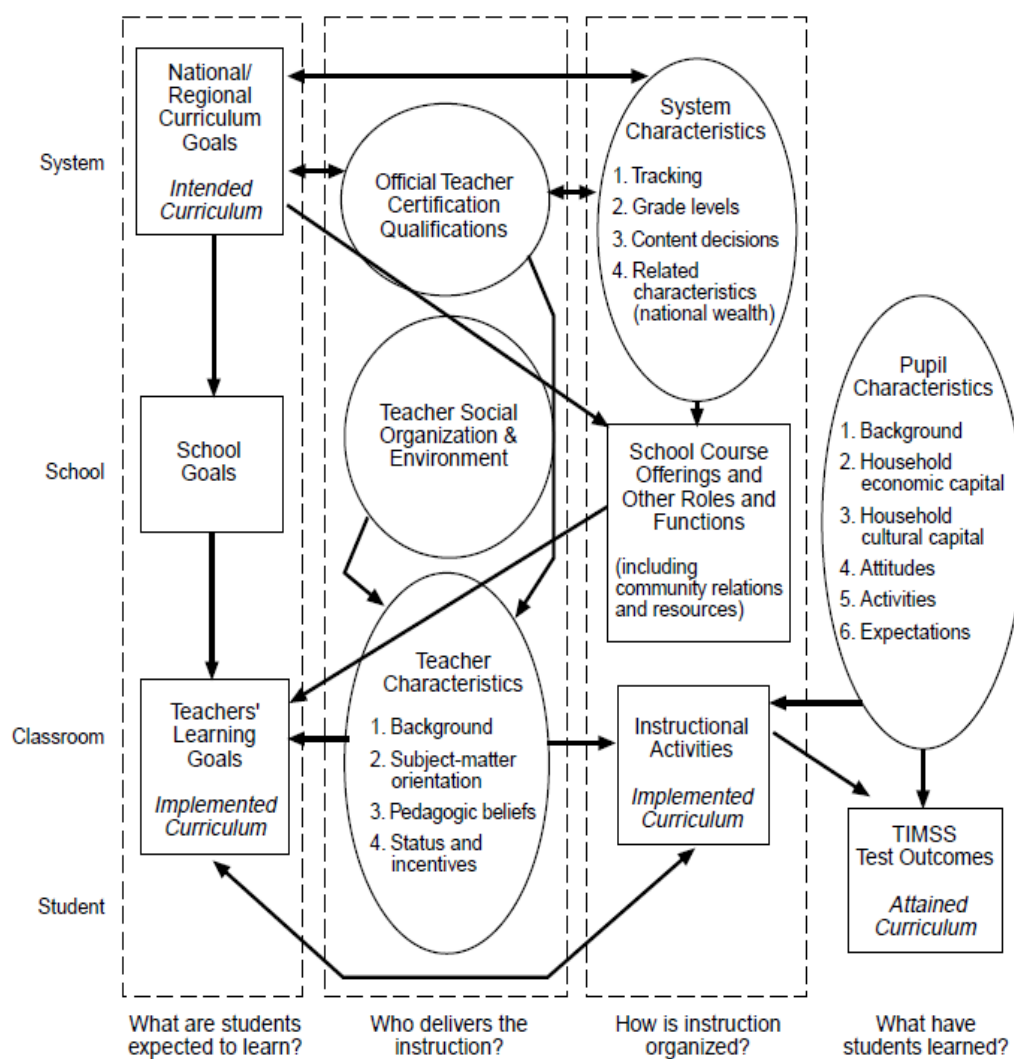 System
School
Classroom
Student
National/
Regional
Curriculum
Goals
Intended
Curriculum
School
Goals
Teachers'
Learning
Goals
Implemented
Curriculum
What are students
expected to learn?
Official Teacher
Certification
Qualifications
Teacher Social
Organization &
Environment
Teacher
Characteristics
1. Background
2. Subject-matter
orientation
3. Pedagogic beliefs
4. Status and
incentives
Who delivers the
instruction?
System
Characteristics
1. Tracking
2. Grade levels
3. Content decisions
4. Related
characteristics
(national wealth)
School Course
Offerings and
Other Roles and
Functions
(including
community relations
and resources)
Instructional
Activities
Implemented
Curriculum
How is instruction
organized?
Pupil
Characteristics
1. Background
2. Household
economic capital
3. Household
cultural capital
4. Attitudes
5. Activities
6. Expectations
TIMSS
Test Outcomes
Attained
Curriculum
What have
students learned?